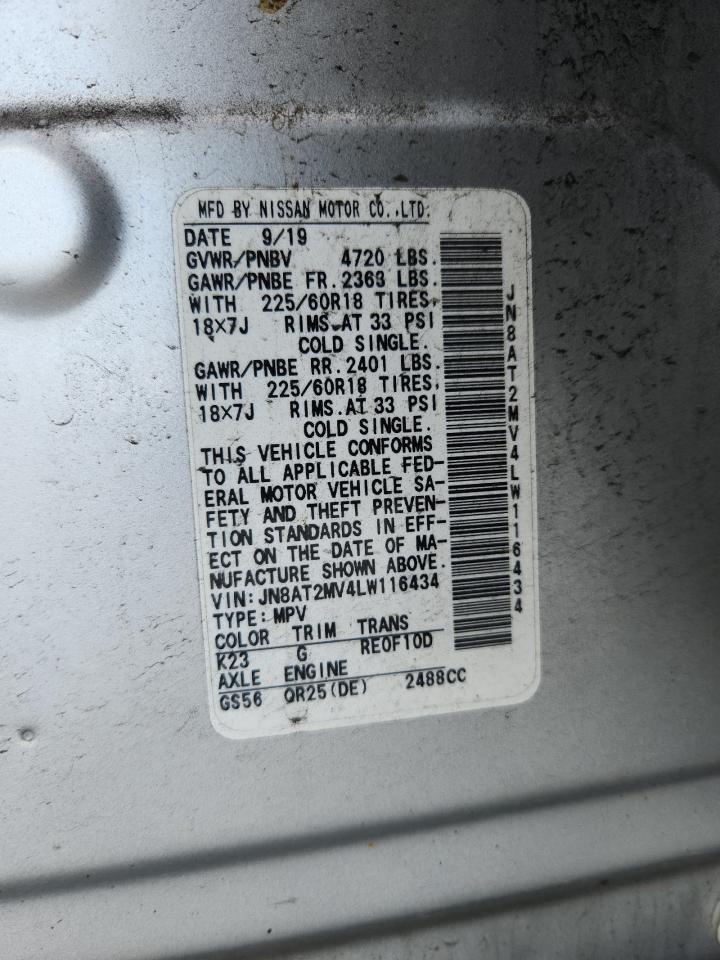 MFD BY NISSAN MOTOR CO.,LTD.
DATE 9/19
GVWR/PNBV 4720 LBS.
GAWR/PNBE FR.2363 LBS.
WITH 225/60R18 TIRES,
18×7J RIMS.AT 33 PSI
COLD SINGLE.
GAWR/PNBE RR.2401 LBS.
WITH 225/60R18 TIRES,
18×7J RIMS.AT 33 PSI
COLD SINGLE.
THIS VEHICLE CONFORMS
TO ALL APPLICABLE FED-
ERAL MOTOR VEHICLE SA-
FETY AND THEFT PREVEN-
TION STANDARDS IN EFF-
ECT ON THE DATE OF MA-
NUFACTURE SHOWN ABOVE.
VIN:JN8AT2MV4LW116434
TYPE:MPV
COLOR TRIM TRANS
K23 G RE0F10D
AXLE ENGINE
GS56 QR25(DE) 2488CC
JN8AT2MV4LW116434